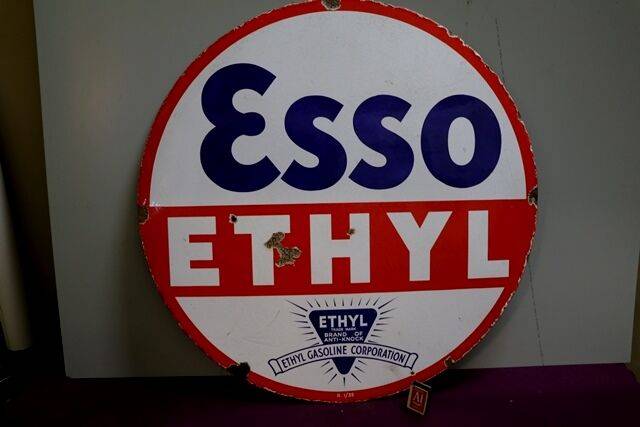 Esso
ETHYL
ETHYL
TRADE MARK
BRAND OF
ANTI-KNOCK
ETHYL GASOLINE CORPORATION